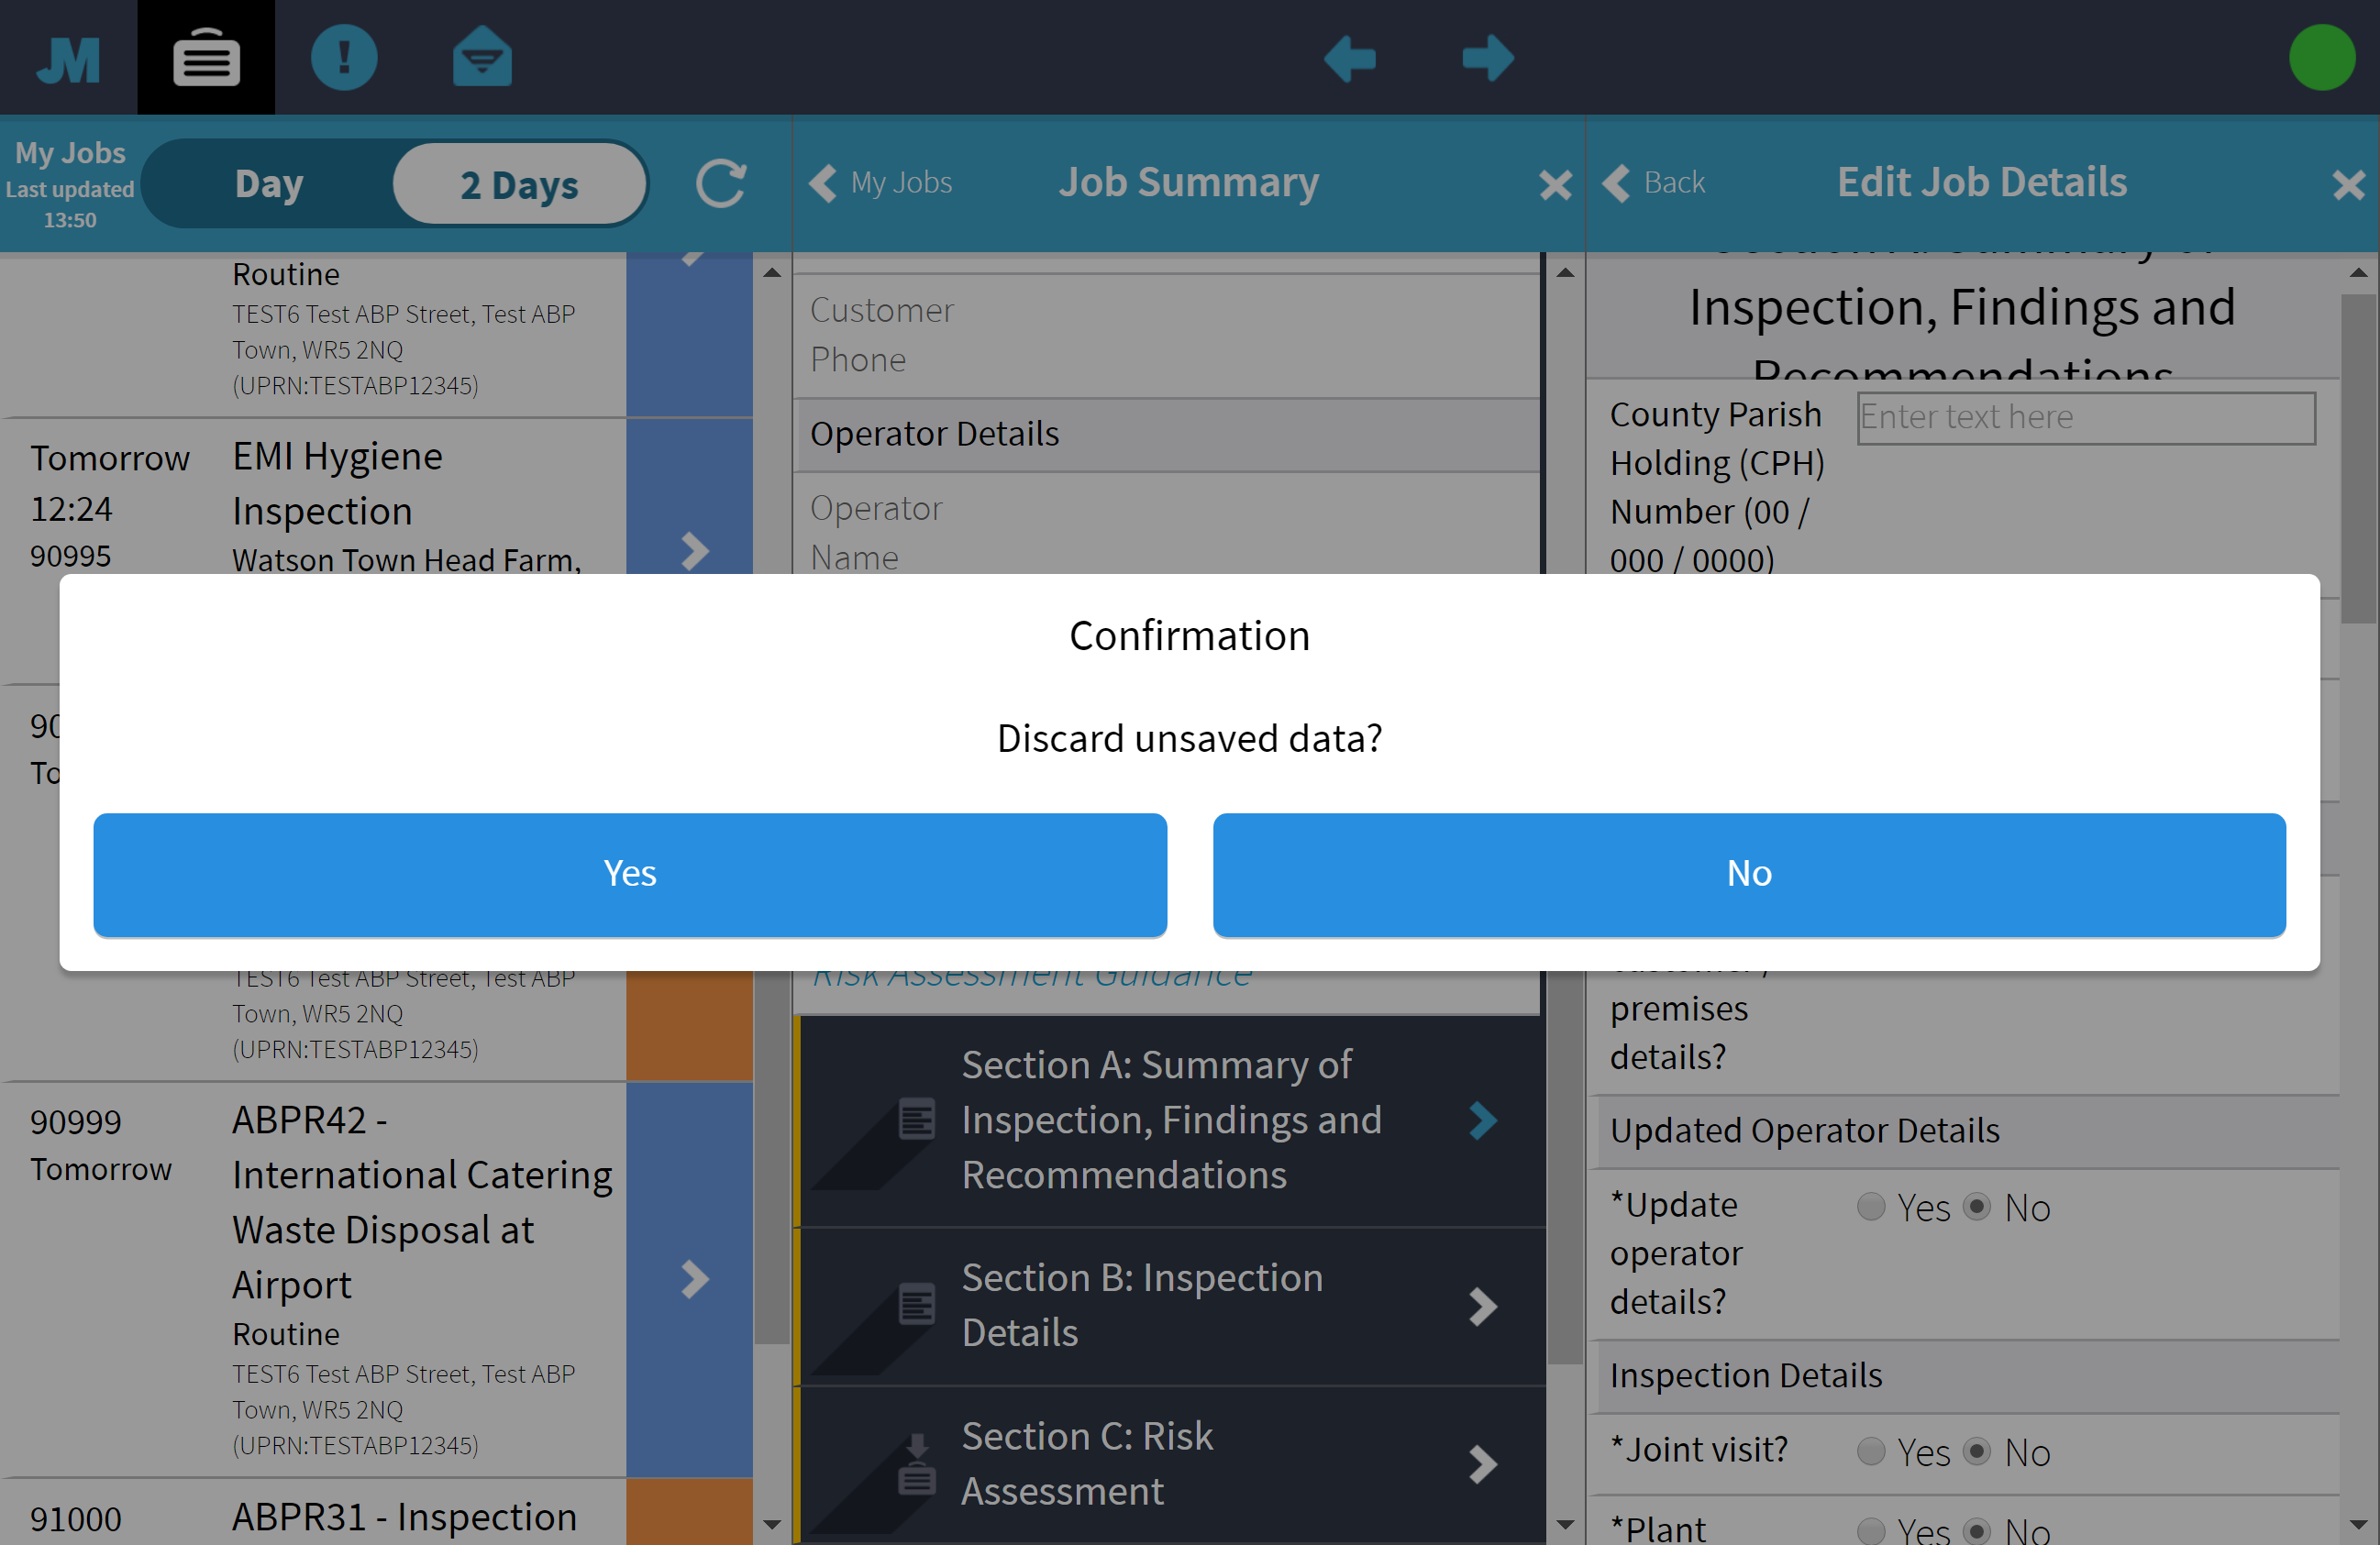 JM
My Jobs
Last updated
13:50
Day
2 Days
My Jobs
Job Summary
Back
Edit Job Details
Routine
TEST6 Test ABP Street, Test ABP
Town, WR5 2NQ
(UPRN:TESTABP12345)
Tomorrow
12:24
90995
EMI Hygiene
Inspection
Watson Town Head Farm,
TEST6 Test ABP Street, Test ABP
Town, WR5 2NQ
(UPRN:TESTABP12345)
90999
Tomorrow
ABPR42 -
International Catering
Waste Disposal at
Airport
Routine
TEST6 Test ABP Street, Test ABP
Town, WR5 2NQ
(UPRN:TESTABP12345)
91000
ABPR31 - Inspection
Customer
Phone
Operator Details
Operator
Name
Risk Assessment Guidance
Section A: Summary of
Inspection, Findings and
Recommendations
Section B: Inspection
Details
Section C: Risk
Assessment
Inspection, Findings and
Recommendations
County Parish
Holding (CPH)
Number (00 /
000 / 0000)
Enter text here
premises
details?
Updated Operator Details
*Update
operator
details?
Yes No
Inspection Details
*Joint visit?
Yes No
*Plant
Yes No
Confirmation
Discard unsaved data?
Yes
No